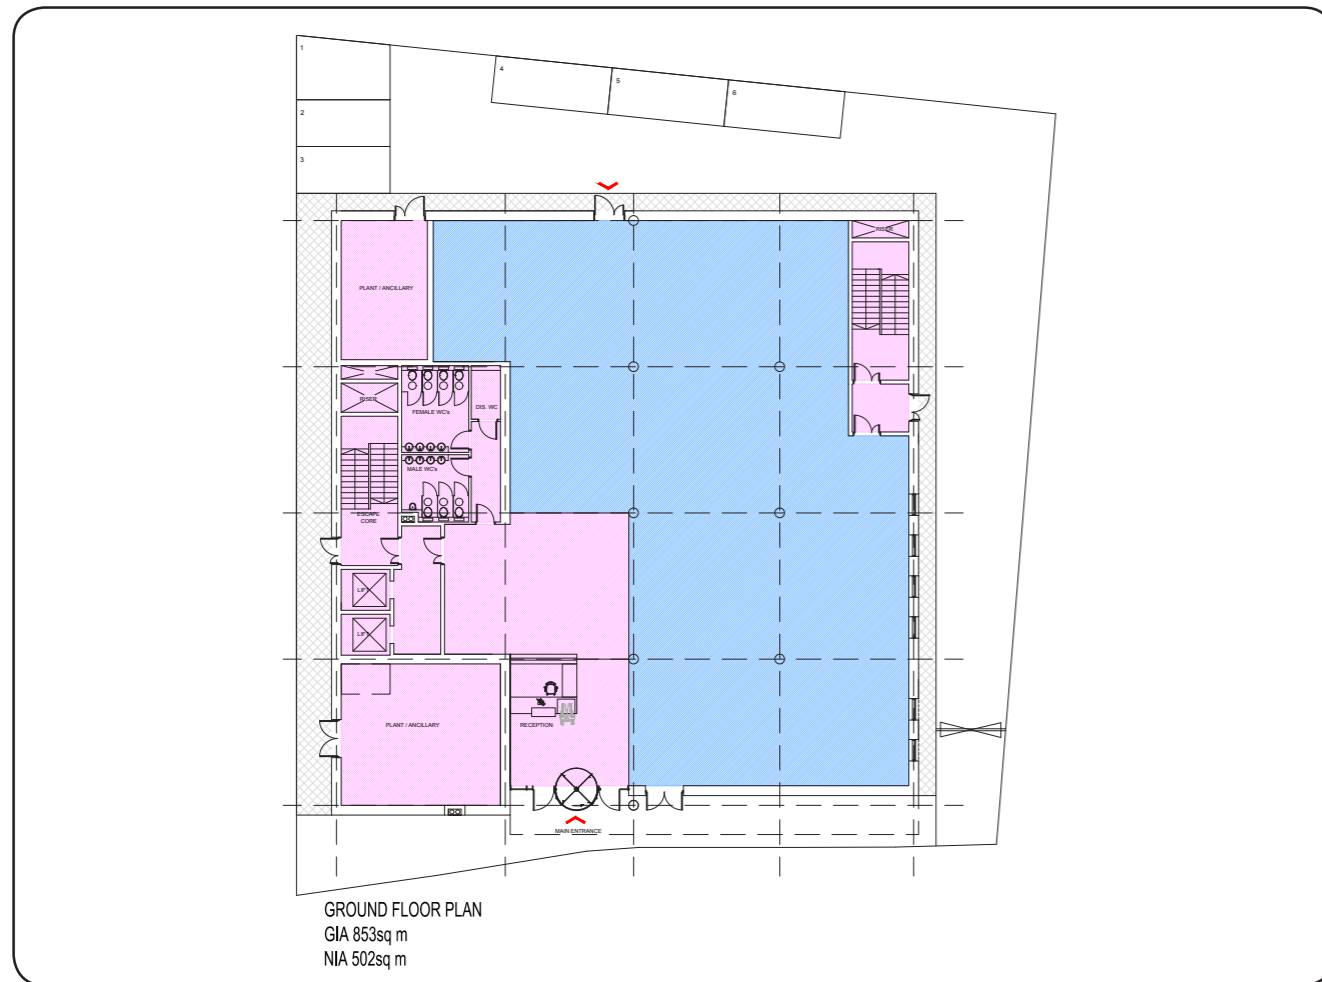 1
4
5
6
2
3
RISER
PLANT / ANCILLARY
RISER
FEMALE WC's
DIS. WC
MALE WC's
ESCAPE
CORE
LIFT
LIFT
PLANT / ANCILLARY
RECEPTION
MAIN ENTRANCE
GROUND FLOOR PLAN
GIA 853sq m
NIA 502sq m